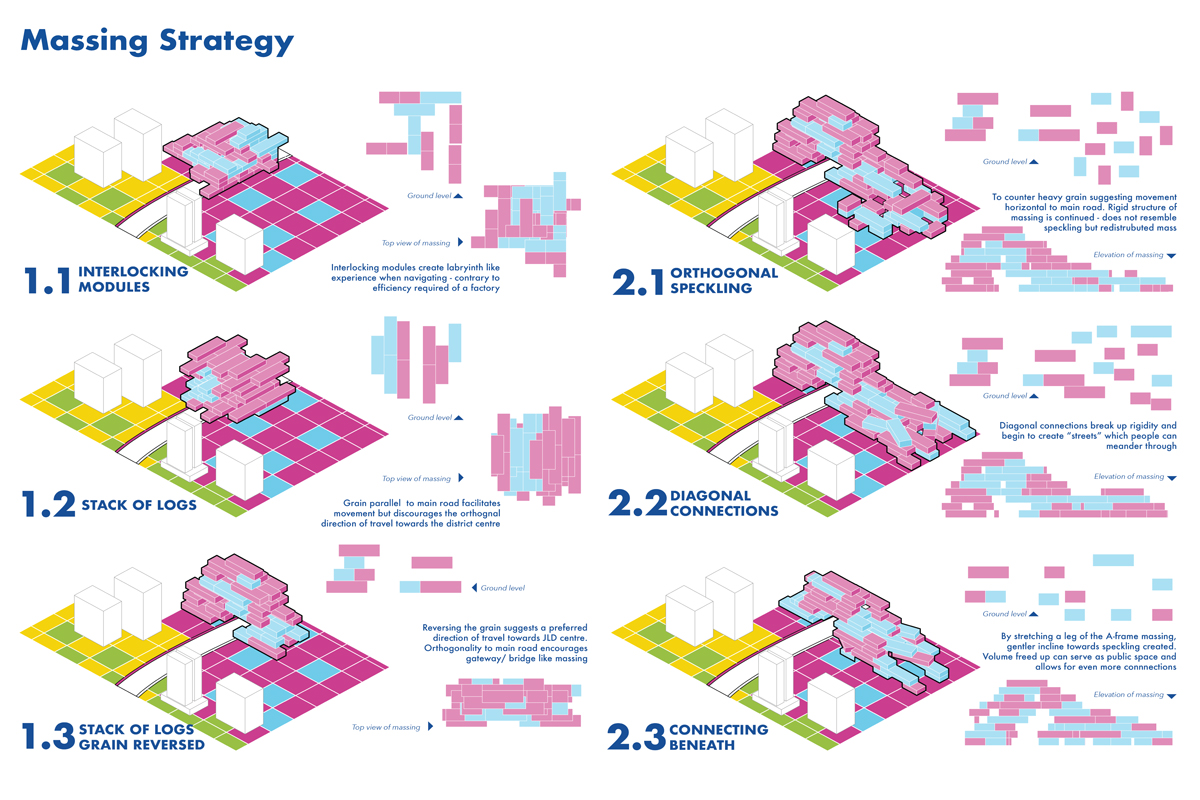 Massing Strategy
Ground level
Top view of massing
1.1 INTERLOCKING
MODULES
Interlocking modules create labryinth like
experience when navigating - contrary to
efficiency required of a factory
Ground level
Top view of massing
1.2 STACK OF LOGS
Grain parallel to main road facilitates
movement but discourages the orthognal
direction of travel towards the district centre
Ground level
Reversing the grain suggests a preferred
direction of travel towards JLD centre.
Orthogonality to main road encourages
gateway/ bridge like massing
Top view of massing
1.3 STACK OF LOGS
GRAIN REVERSED
Ground level
To counter heavy grain suggesting movement
horizontal to main road. Rigid structure of
massing is continued - does not resemble
speckling but redistrubuted mass
Elevation of massing
2.1 ORTHOGONAL
SPECKLING
Ground level
Diagonal connections break up rigidity and
begin to create “streets” which people can
meander through
Elevation of massing
2.2 DIAGONAL
CONNECTIONS
Ground level
By stretching a leg of the A-frame massing,
gentler incline towards speckling created.
Volume freed up can serve as public space and
allows for even more connnections
Elevation of massing
2.3 CONNECTING
BENEATH